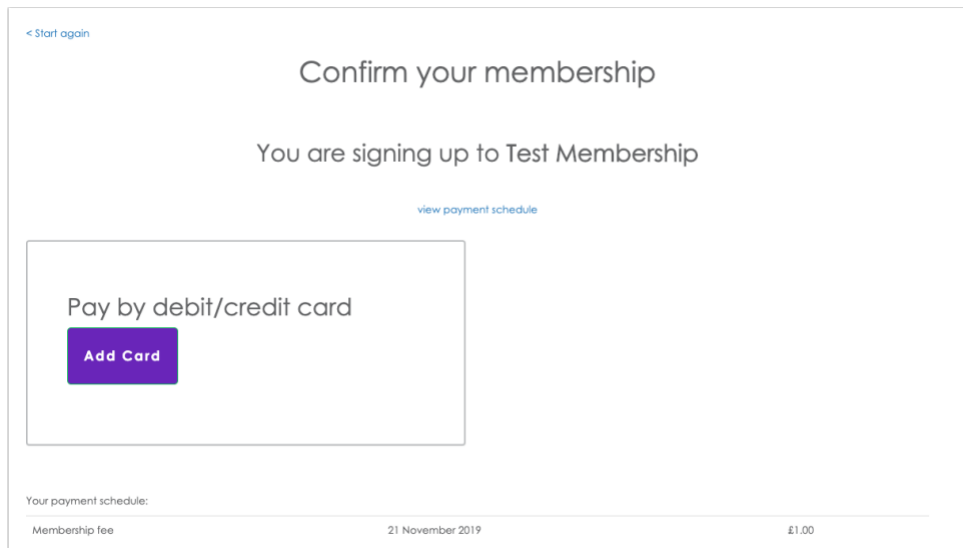 < Start again
Confirm your membership
You are signing up to Test Membership
view payment schedule
Pay by debit/credit card
Add Card
Your payment schedule:
Membership fee 21 November 2019 £1.00